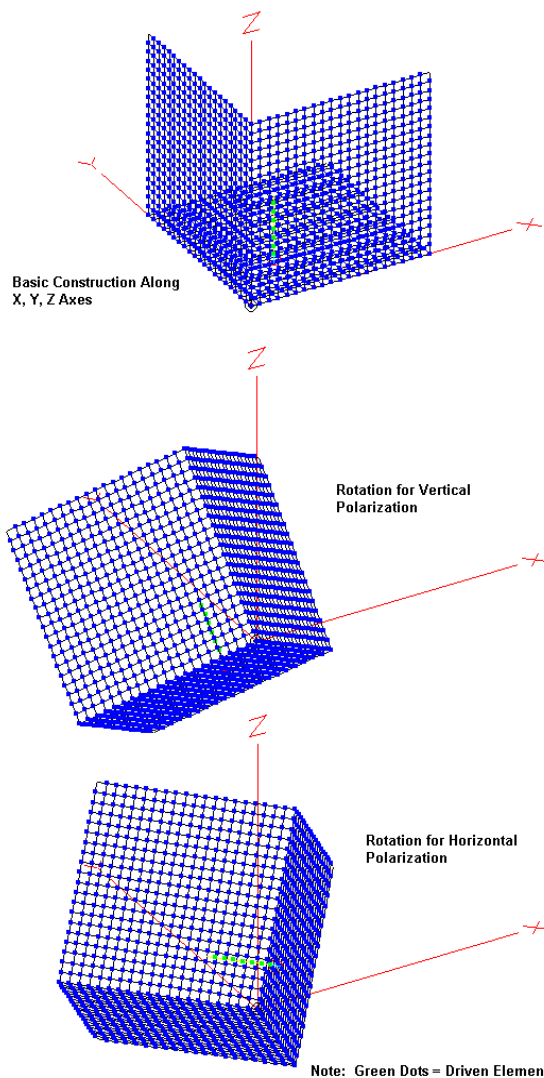 Z
Y
X
Basic Construction Along
X, Y, Z Axes
Z
Rotation for Vertical
Polarization
X
Y
Z
Rotation for Horizontal
Polarization
Y
X
Note: Green Dots = Driven Elemen